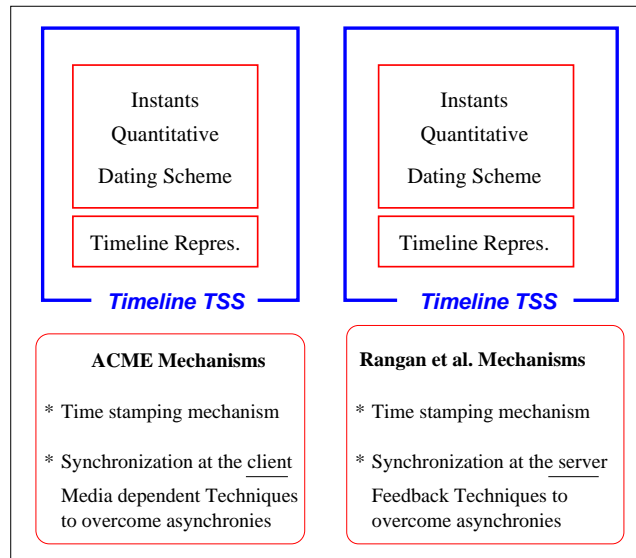 Instants
Quantitative
Dating Scheme
Timeline Repres.
Timeline TSS
ACME Mechanisms
* Time stamping mechanism
* Synchronization at the client
Media dependent Techniques
to overcome asynchronies
Instants
Quantitative
Dating Scheme
Timeline Repres.
Timeline TSS
Rangan et al. Mechanisms
* Time stamping mechanism
* Synchronization at the server
Feedback Techniques to
overcome asynchronies